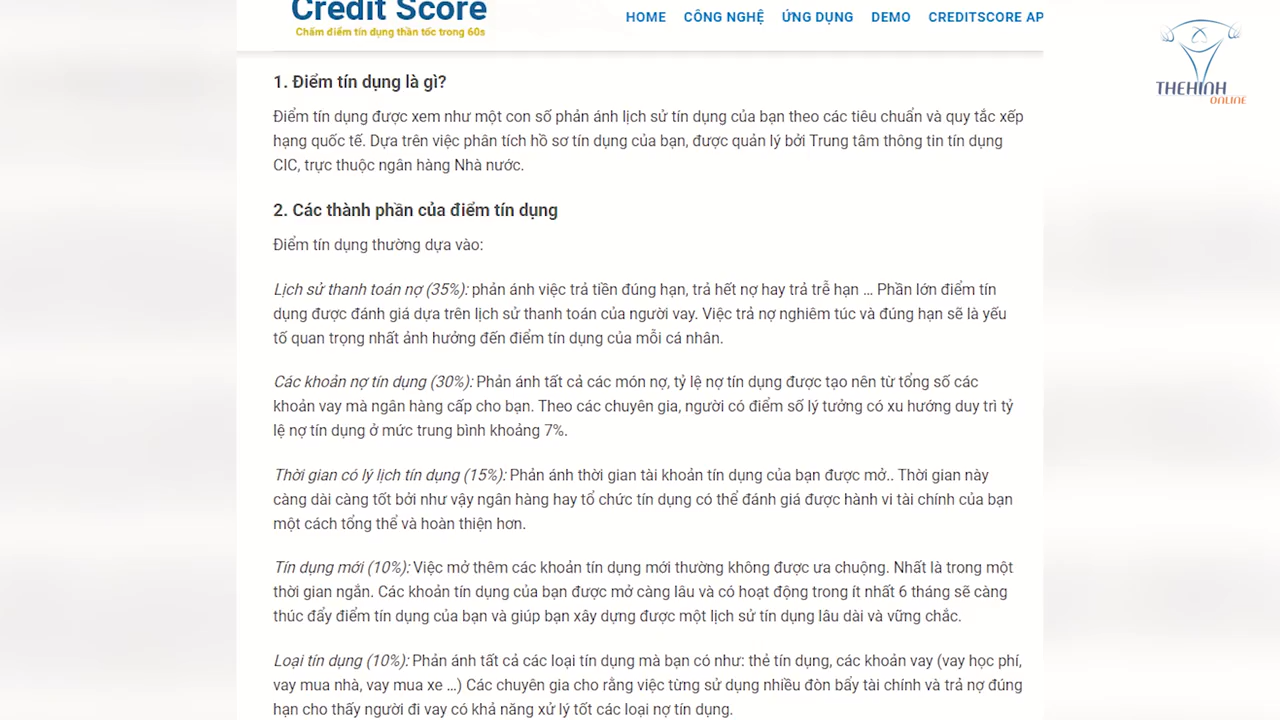 Credit Score
Chấm điểm tín dụng thần tốc trong 60s
HOME CÔNG NGHỆ ỨNG DỤNG DEMO CREDITSCORE AP
THEHINH
ONLINE
1. Điểm tín dụng là gì?
Điểm tín dụng được xem như một con số phản ánh lịch sử tín dụng của bạn theo các tiêu chuẩn và quy tắc xếp
hạng quốc tế. Dựa trên việc phân tích hồ sơ tín dụng của bạn, được quản lý bởi Trung tâm thông tin tín dụng
CIC, trực thuộc ngân hàng Nhà nước.
2. Các thành phần của điểm tín dụng
Điểm tín dụng thường dựa vào:
Lịch sử thanh toán nợ (35%): phản ánh việc trả tiền đúng hạn, trả hết nợ hay trả trễ hạn … Phần lớn điểm tín
dụng được đánh giá dựa trên lịch sử thanh toán của người vay. Việc trả nợ nghiêm túc và đúng hạn sẽ là yếu
tố quan trọng nhất ảnh hưởng đến điểm tín dụng của mỗi cá nhân.
Các khoản nợ tín dụng (30%): Phản ánh tất cả các món nợ, tỷ lệ nợ tín dụng được tạo nên từ tổng số các
khoản vay mà ngân hàng cấp cho bạn. Theo các chuyên gia, người có điểm số lý tưởng có xu hướng duy trì tỷ
lệ nợ tín dụng ở mức trung bình khoảng 7%.
Thời gian có lý lịch tín dụng (15%): Phản ánh thời gian tài khoản tín dụng của bạn được mở.. Thời gian này
càng dài càng tốt bởi như vậy ngân hàng hay tổ chức tín dụng có thể đánh giá được hành vi tài chính của bạn
một cách tổng thể và hoàn thiện hơn.
Tín dụng mới (10%): Việc mở thêm các khoản tín dụng mới thường không được ưa chuộng. Nhất là trong một
thời gian ngắn. Các khoản tín dụng của bạn được mở càng lâu và có hoạt động trong ít nhất 6 tháng sẽ càng
thúc đẩy điểm tín dụng của bạn và giúp bạn xây dựng được một lịch sử tín dụng lâu dài và vững chắc.
Loại tín dụng (10%): Phản ánh tất cả các loại tín dụng mà bạn có như: thẻ tín dụng, các khoản vay (vay học phí,
vay mua nhà, vay mua xe …) Các chuyên gia cho rằng việc từng sử dụng nhiều đòn bẩy tài chính và trả nợ đúng
hạn cho thấy người đi vay có khả năng xử lý tốt các loại nợ tín dụng.